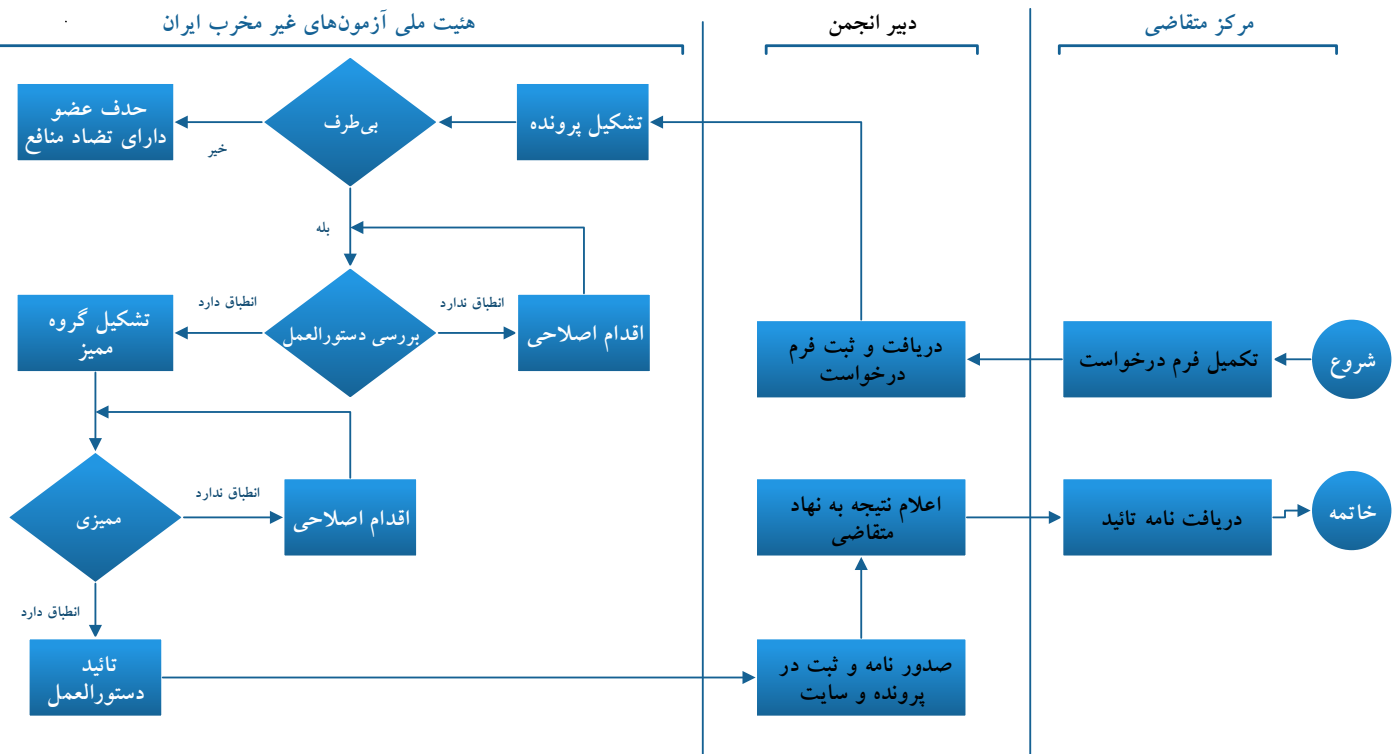 مرکز متقاضی
دبیر انجمن
هئیت ملی آزمون‌های غیر مخرب ایران
تشکیل پرونده
بی‌طرف
خیر
حذف عضو
دارای تضاد منافع
بله
انطباق ندارد
انطباق دارد
بررسی دستورالعمل
اقدام اصلاحی
تشکیل گروه
ممیز
شروع
تکمیل فرم درخواست
دریافت و ثبت فرم
درخواست
انطباق ندارد
اقدام اصلاحی
ممیزی
خاتمه
دریافت نامه تائید
اعلام نتیجه به نهاد
متقاضی
انطباق دارد
تائید
دستورالعمل
صدور نامه و ثبت در
پرونده و سایت